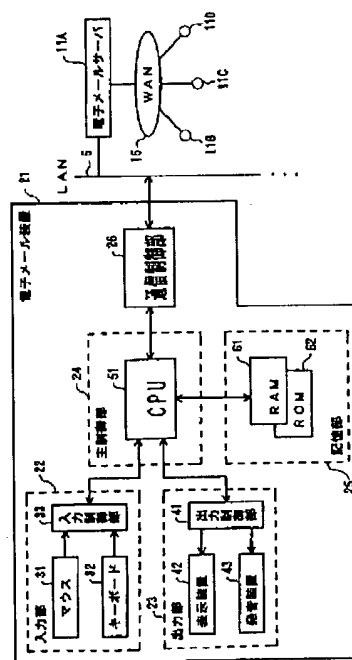 電子メール装置
21
入力部
22
マウス
31
キーボード
32
入力制御部
33
出力部
23
表示装置
42
発音装置
43
出力制御部
41
主制御部
24
CPU
51
通信制御部
26
RAM
61
ROM
62
記憶部
25
LAN
5
電子メールサーバ
11A
WAN
15
11B
11C
11D